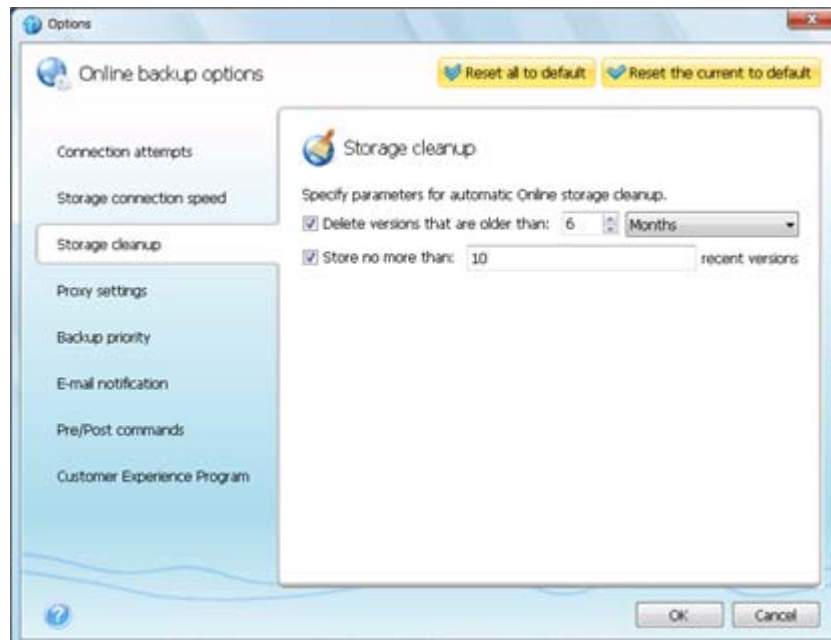 Options
Online backup options
Reset all to default
Reset the current to default
Connection attempts
Storage connection speed
Storage cleanup
Proxy settings
Backup priority
E-mail notification
Pre/Post commands
Customer Experience Program
Storage cleanup
Specify parameters for automatic Online storage cleanup.
Delete versions that are older than: 6 Months
Store no more than: 10 recent versions
OK
Cancel